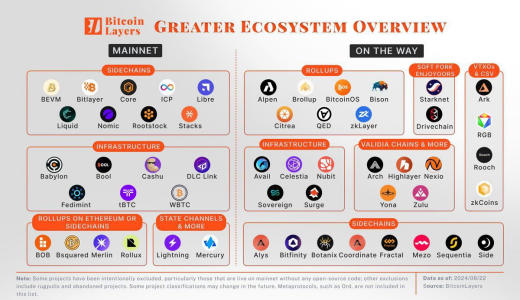 Bitcoin
Layers
GREATER ECOSYSTEM OVERVIEW
MAINNET
SIDECHAINS
BEVM Bitlayer Core ICP Libre
Liquid Nomic Rootstock Stacks
INFRASTRUCTURE
Babylon Bool Cashu DLC Link
Fedimint tBTC WBTC
ROLLUPS ON ETHEREUM OR
SIDECHAINS
BOB Bsquared Merlin Rollux
STATE CHANNELS
& MORE
Lightning Mercury
ON THE WAY
ROLLUPS
Alpen Brollup BitcoinOS Bison
Citrea QED zkLayer
SOFT FORK
ENJOYOORS
Starknet
Drivechain
VTXOs
& CSV
Ark
RGB
Rooch
Rooch
zkCoins
INFRASTRUCTURE
Avail Celestia Nubit
Sovereign Surge
VALIDIA CHAINS & MORE
Arch Highlayer Nexio
Yona Zulu
SIDECHAINS
Alys Bitfinity Botanix Coordinate Fractal Mezo Sequentia Side
Note: Some projects have been intentionally excluded, particularly those that are live on mainnet without any open-source code; other exclusions
include rugpulls and abandoned projects. Some project classifications may change in the future. Metaprotocols, such as Ord, are not included in
this list.
Data as of: 2024/08/22
Source: BitcoinLayers